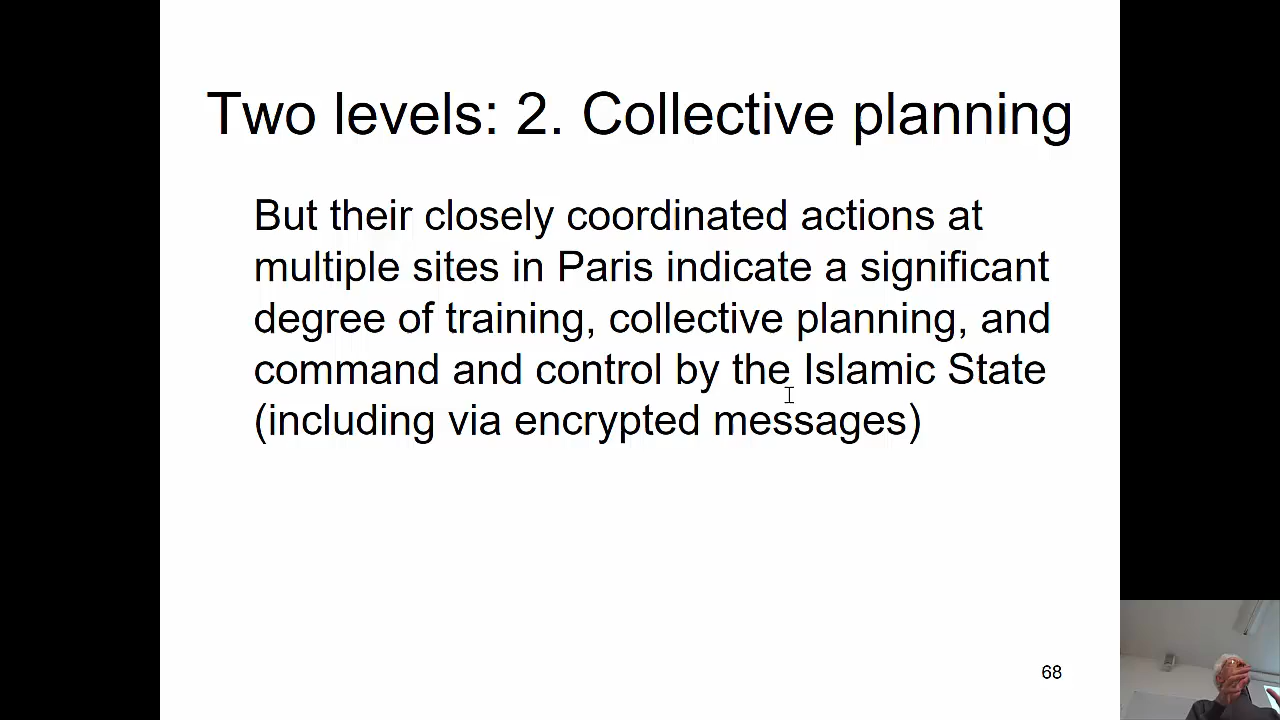 Two levels: 2. Collective planning
But their closely coordinated actions at
multiple sites in Paris indicate a significant
degree of training, collective planning, and
command and control by the Islamic State
(including via encrypted messages)
68